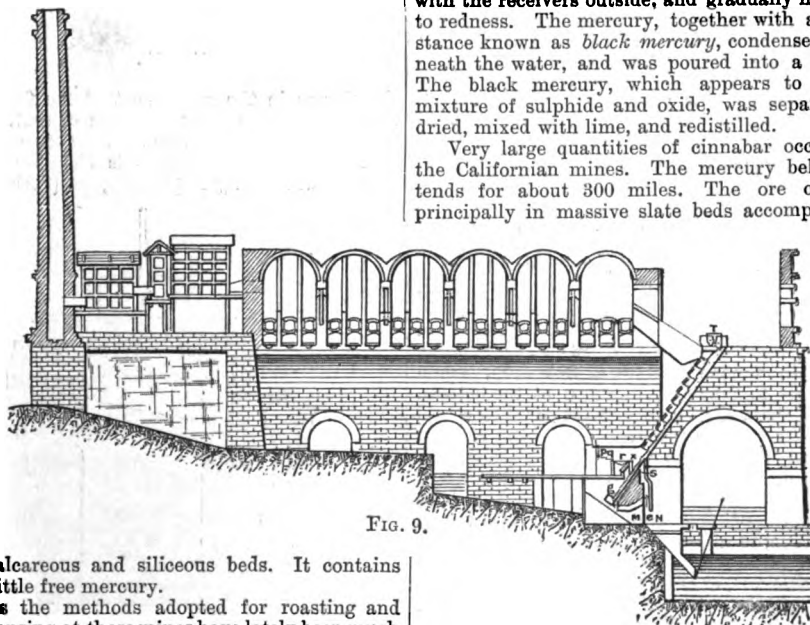 with the receivers outside, and gradually
to redness. The mercury, together with a
stance known as black mercury, condense
neath the water, and was poured into a
The black mercury, which appears to
mixture of sulphide and oxide, was sepa
dried, mixed with lime, and redistilled.
Very large quantities of cinnabar occ
the Californian mines. The mercury bel
tends for about 300 miles. The ore o
principally in massive slate beds accomp
T
P q r x
g S
M G N
FIG. 9.
alcareous and siliceous beds. It contains
ittle free mercury.
s the methods adopted for roasting and